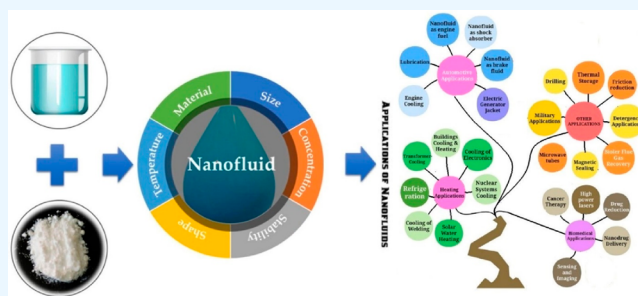 Material
Size
Temperature
Concentration
Shape
Stability
Nanofluid
Applications of Nanofluids
Nanofluid
as engine
fuel
Nanofluid
as shock
absorber
Lubrication
Nanofluid
as brake
fluid
Automotive
Applications
Engine
Cooling
Electric
Generator
Jacket
Buildings
Cooling &
Heating
Transformer
Cooling
Cooling of
Electronics
Refrige
ration
Heating
Applications
Nuclear
Systems
Cooling
Cooling of
Welding
Solar
Water
Heating
Thermal
Storage
Drilling
Friction
reduction
Military
Applications
OTHER
APPLICATIONS
Detergent
Application
Microwave
tubes
Magnetic
Sealing
Cancer
Therapy
High
power
lasers
Drug
Biomedical
Applications
Nanodrug
Delivery
Sensing
and
Imaging